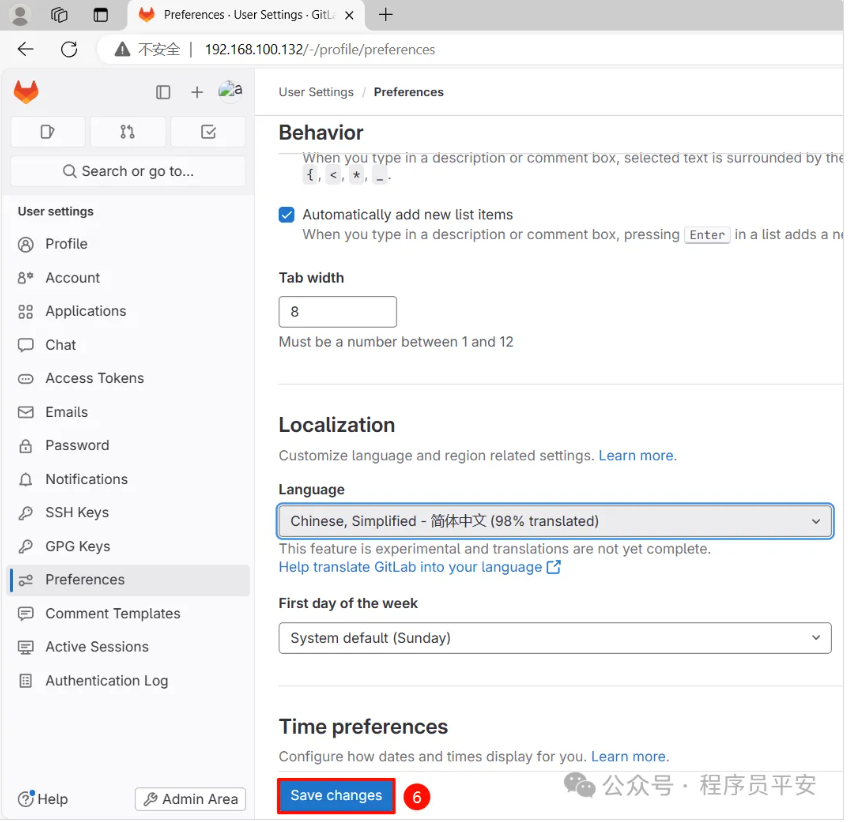 Preferences · User Settings · GitLa
不安全 | 192.168.100.132/-/profile/preferences
a
User Settings / Preferences
Search or go to...
User settings
Profile
Account
Applications
Chat
Access Tokens
Emails
Password
Notifications
SSH Keys
GPG Keys
Preferences
Comment Templates
Active Sessions
Authentication Log
Help
Admin Area
Behavior
When you type in a description or comment box, selected text is surrounded by the
{ , < , * , _ .
Automatically add new list items
When you type in a description or comment box, pressing Enter in a list adds a ne
Tab width
8
Must be a number between 1 and 12
Localization
Customize language and region related settings. Learn more.
Language
Chinese, Simplified - 简体中文 (98% translated)
This feature is experimental and translations are not yet complete.
Help translate GitLab into your language
First day of the week
System default (Sunday)
Time preferences
Configure how dates and times display for you. Learn more.
Save changes
6
公众号 · 程序员平安